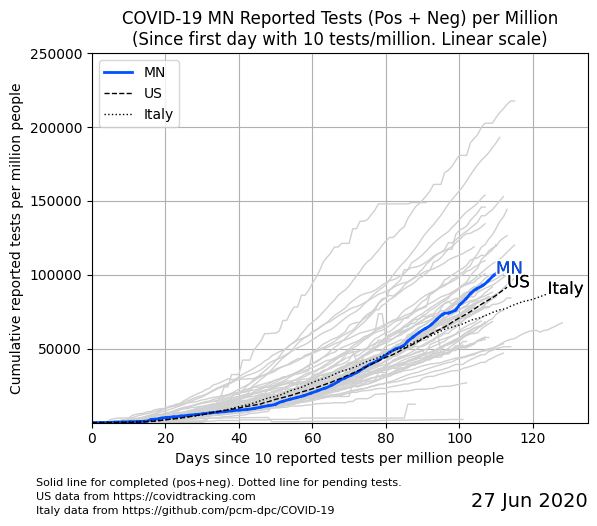 COVID-19 MN Reported Tests (Pos + Neg) per Million
(Since first day with 10 tests/million. Linear scale)
Cumulative reported tests per million people
250000
200000
150000
100000
50000
MN
US
Italy
MN
US
Italy
0
20
40
60
80
100
120
Days since 10 reported tests per million people
Solid line for completed (pos+neg). Dotted line for pending tests.
US data from https://covidtracking.com
Italy data from https://github.com/pcm-dpc/COVID-19
27 Jun 2020